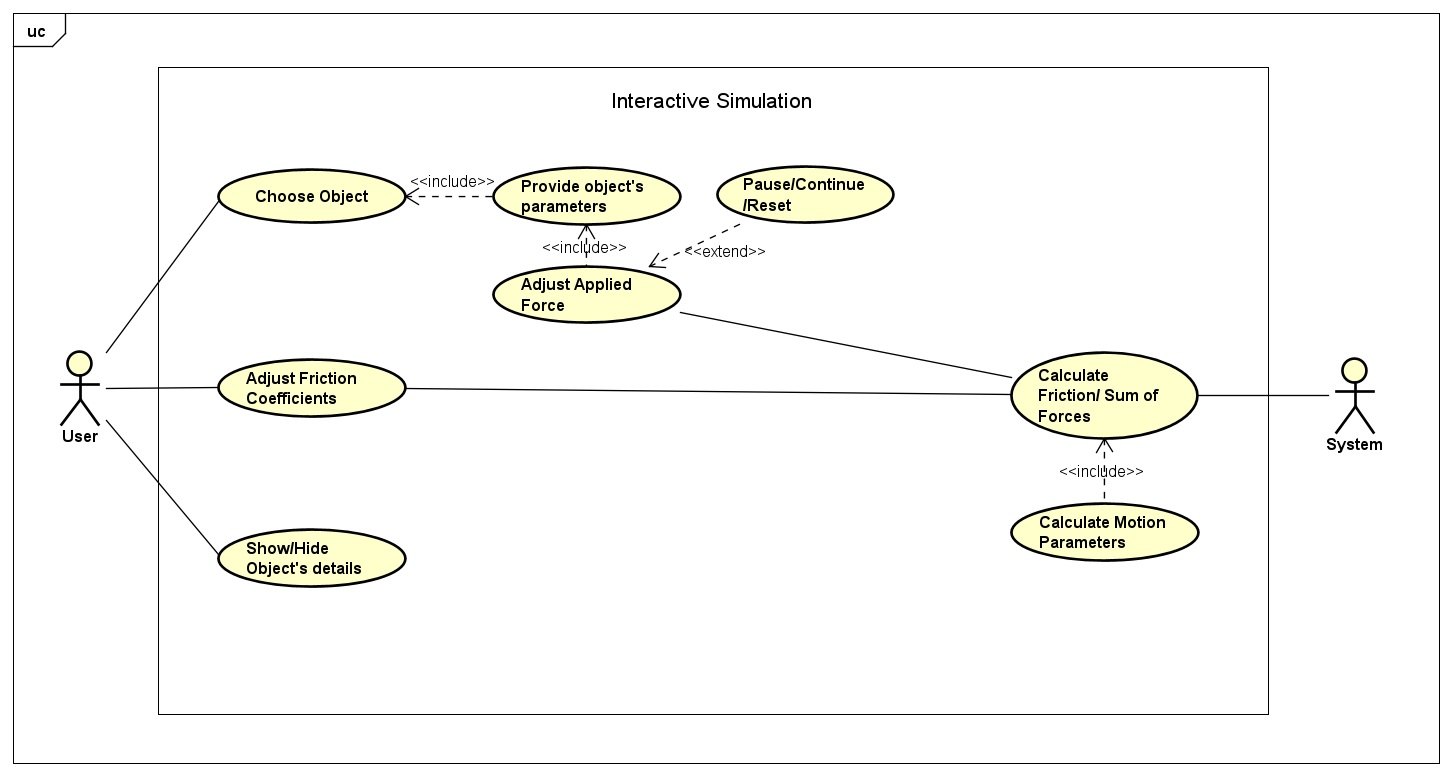 uc
Interactive Simulation
Choose Object
<<include>>
Provide object's
parameters
Pause/Continue
/Reset
<<include>>
<<extend>>
Adjust Applied
Force
Adjust Friction
Coefficients
Calculate
Friction/ Sum of
Forces
User
System
<<include>>
Calculate Motion
Parameters
Show/Hide
Object's details